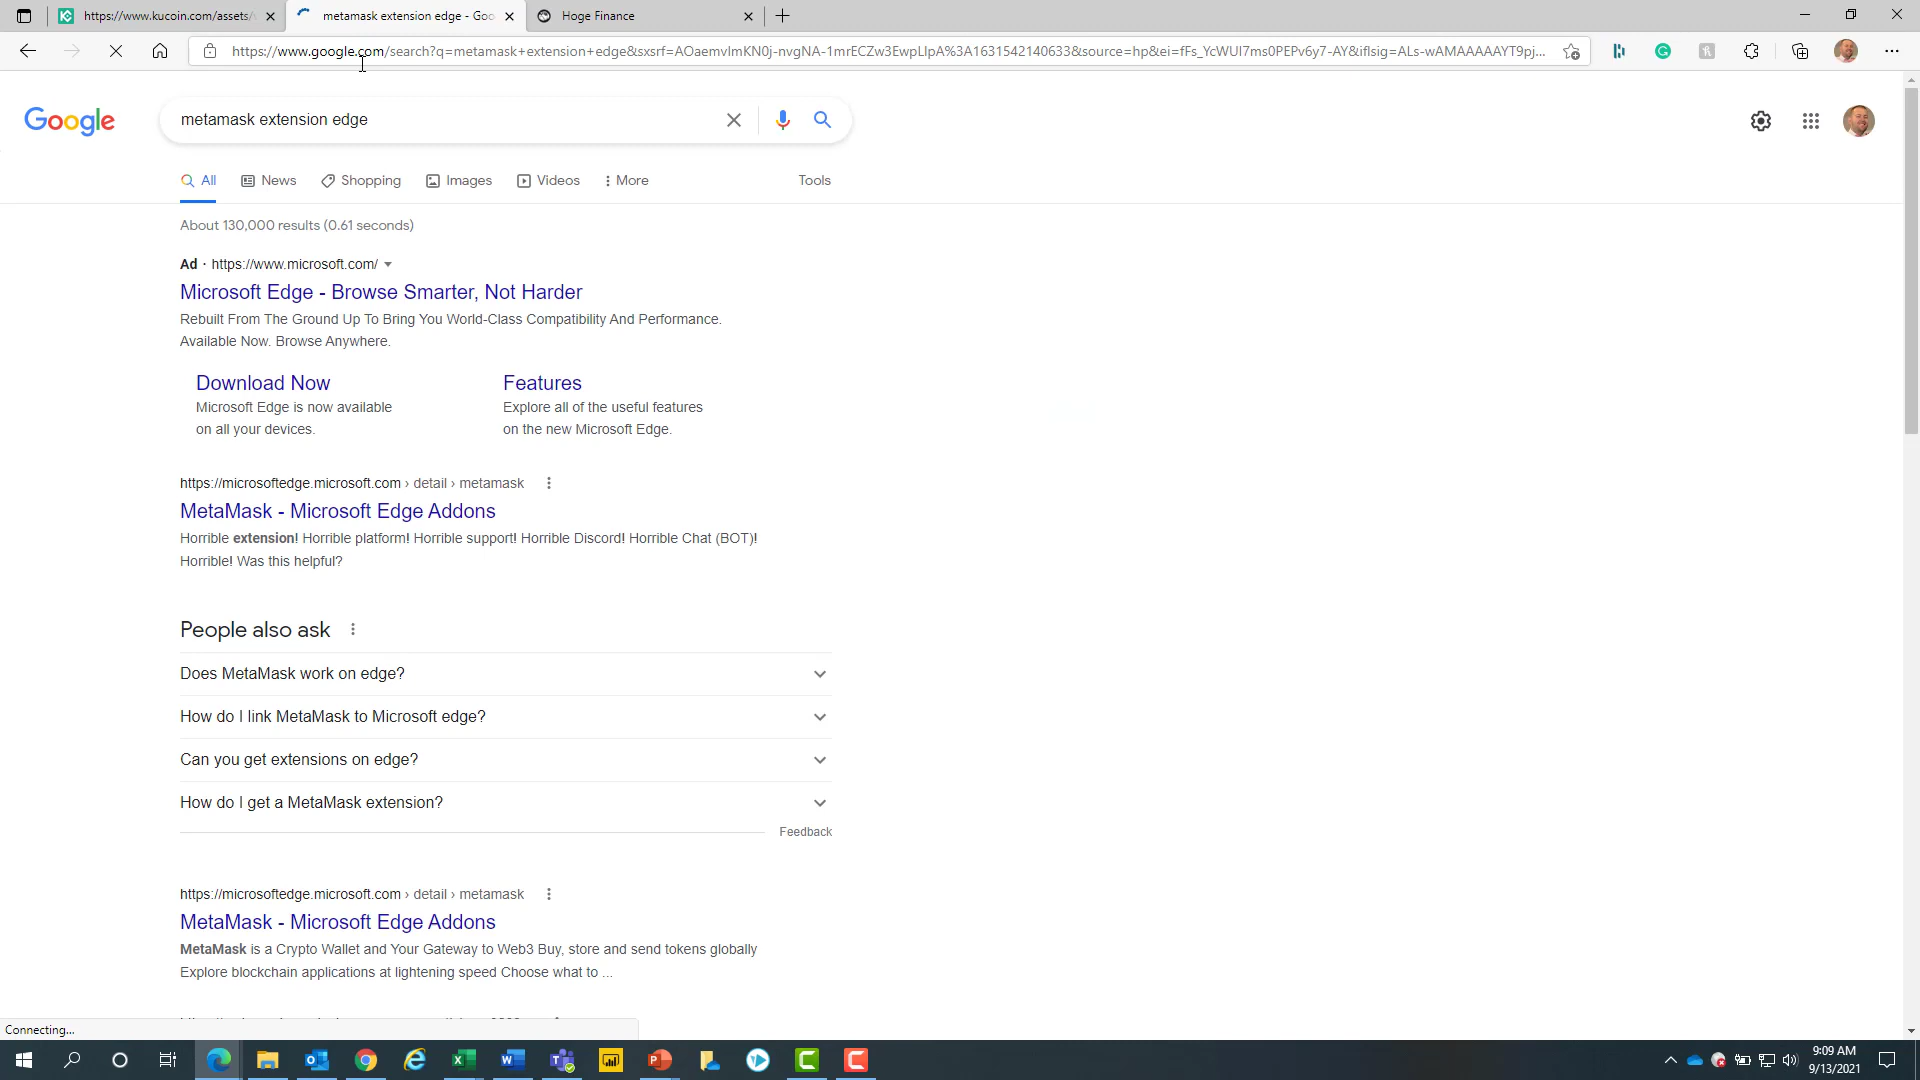 https://www.kucoin.com/assets/
metamask extension edge - Goo
Hoge Finance
https://www.google.com/search?q=metamask+extension+edge&sxsrf=AOaemvImKN0j-nvgNA-1mrECZw3EwpLlpA%3A1631542140633&source=hp&ei=fFs_YcWUI7ms0PEPv6y7-AY&iflsig=ALs-wAMAAAAAYT9pj...
Google
metamask extension edge
All
News
Shopping
Images
Videos
More
Tools
About 130,000 results (0.61 seconds)
Ad · https://www.microsoft.com/
Microsoft Edge - Browse Smarter, Not Harder
Rebuilt From The Ground Up To Bring You World-Class Compatibility And Performance.
Available Now. Browse Anywhere.
Download Now
Microsoft Edge is now available
on all your devices.
Features
Explore all of the useful features
on the new Microsoft Edge.
https://microsoftedge.microsoft.com › detail › metamask
MetaMask - Microsoft Edge Addons
Horrible extension! Horrible platform! Horrible support! Horrible Discord! Horrible Chat (BOT)!
Horrible! Was this helpful?
People also ask
Does MetaMask work on edge?
How do I link MetaMask to Microsoft edge?
Can you get extensions on edge?
How do I get a MetaMask extension?
Feedback
https://microsoftedge.microsoft.com › detail › metamask
MetaMask - Microsoft Edge Addons
MetaMask is a Crypto Wallet and Your Gateway to Web3 Buy, store and send tokens globally
Explore blockchain applications at lightening speed Choose what to ...
Connecting...
9:09 AM
9/13/2021